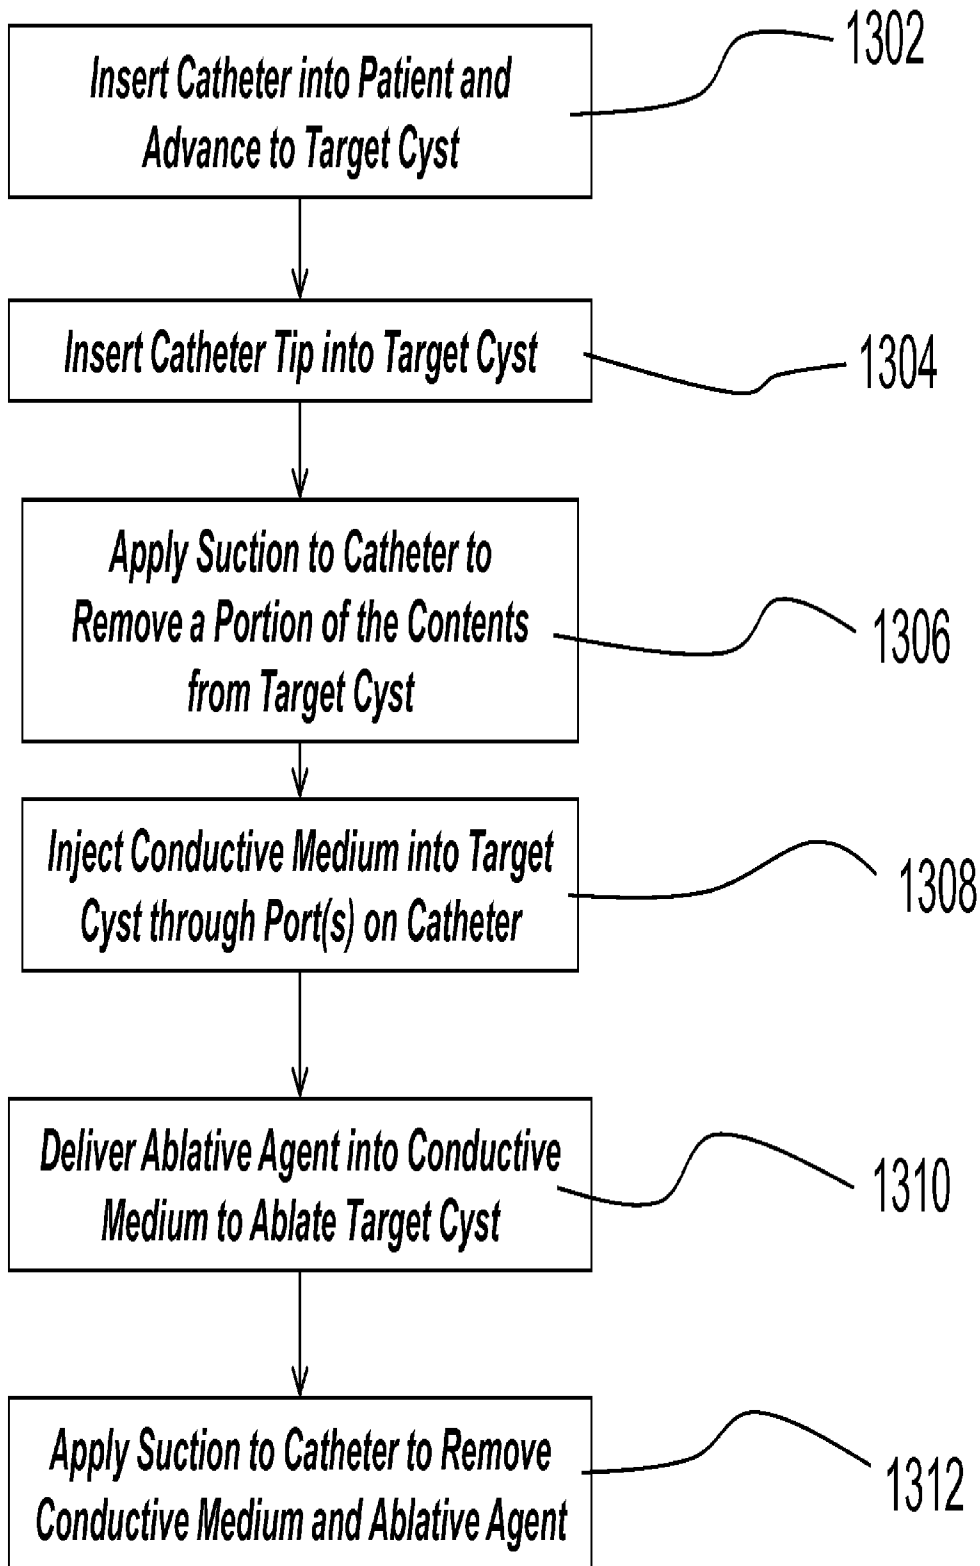 1302
Insert Catheter into Patient and
Advance to Target Cyst
Insert Catheter Tip into Target Cyst
1304
Apply Suction to Catheter to
Remove a Portion of the Contents
from Target Cyst
1306
Inject Conductive Medium into Target
Cyst through Port(s) on Catheter
1308
Deliver Ablative Agent into Conductive
Medium to Ablate Target Cyst
1310
Apply Suction to Catheter to Remove
Conductive Medium and Ablative Agent
1312